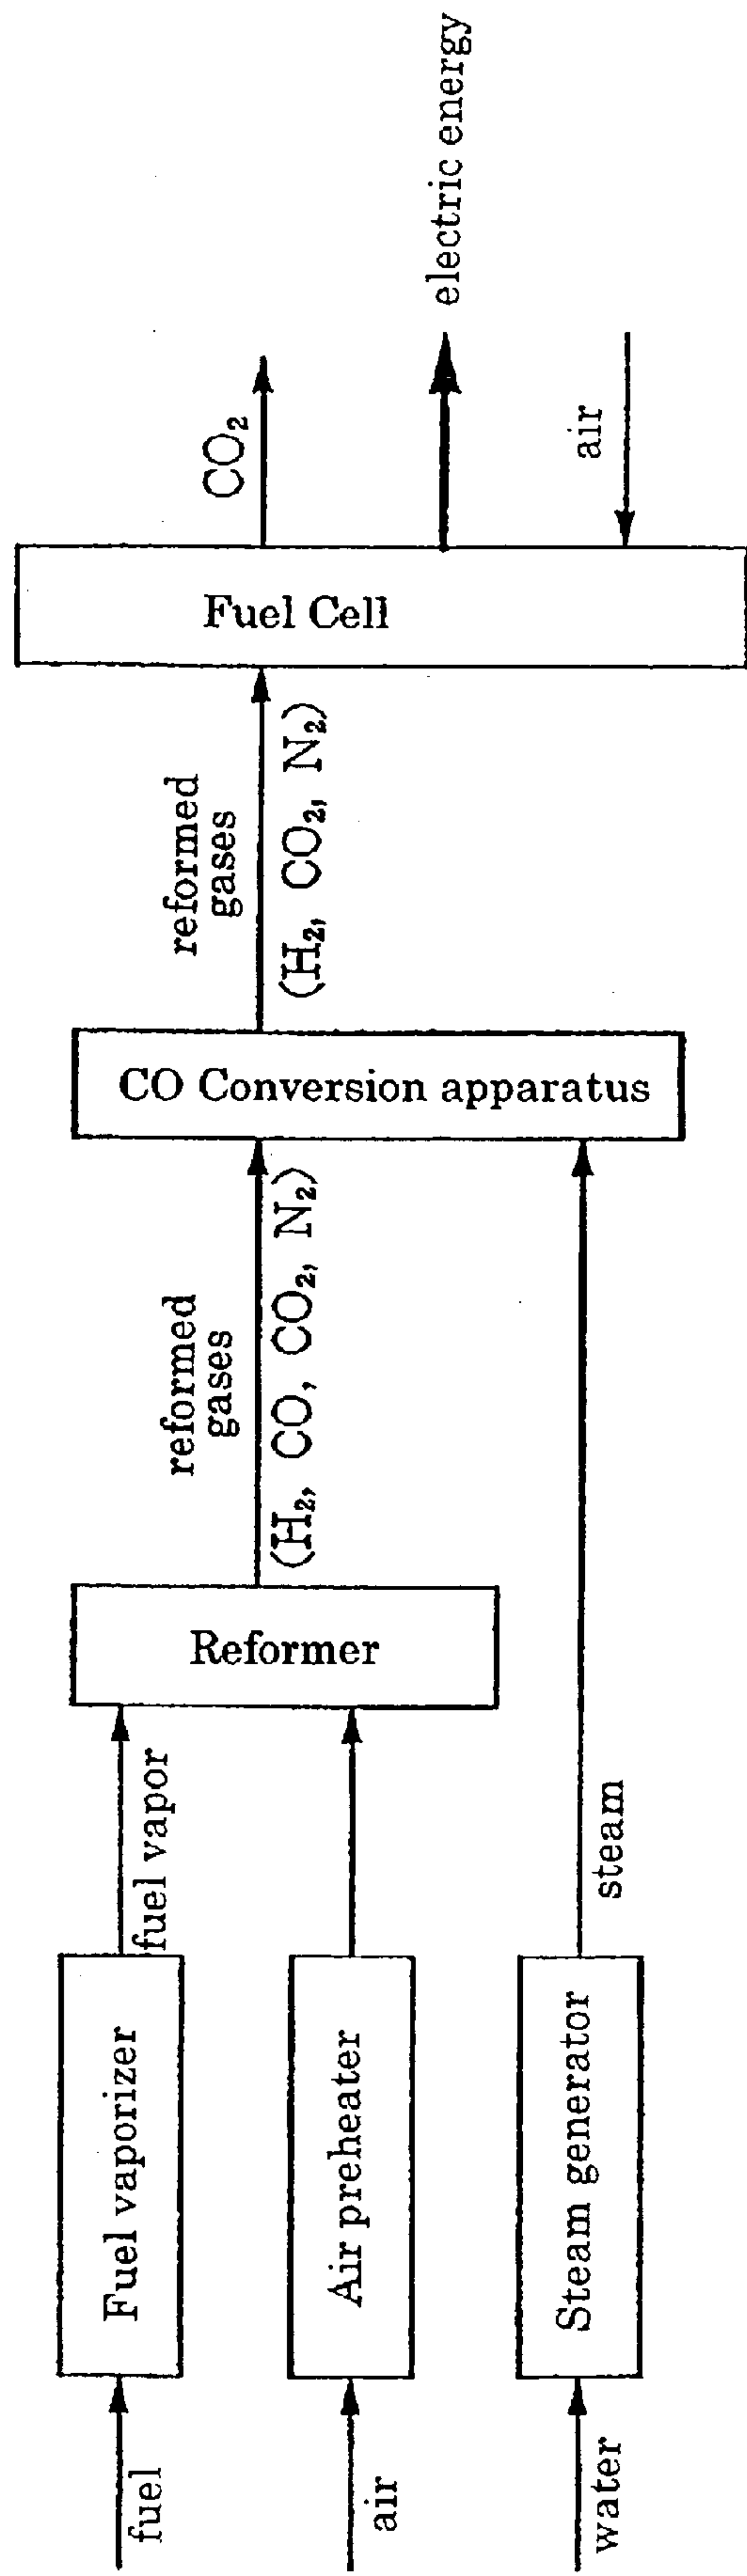 fuel
Fuel vaporizer
fuel vapor
air
Air preheater
water
Steam generator
steam
Reformer
reformed
gases
(H₂, CO, CO₂, N₂)
CO Conversion apparatus
reformed
gases
(H₂, CO₂, N₂)
Fuel Cell
CO₂
electric energy
air